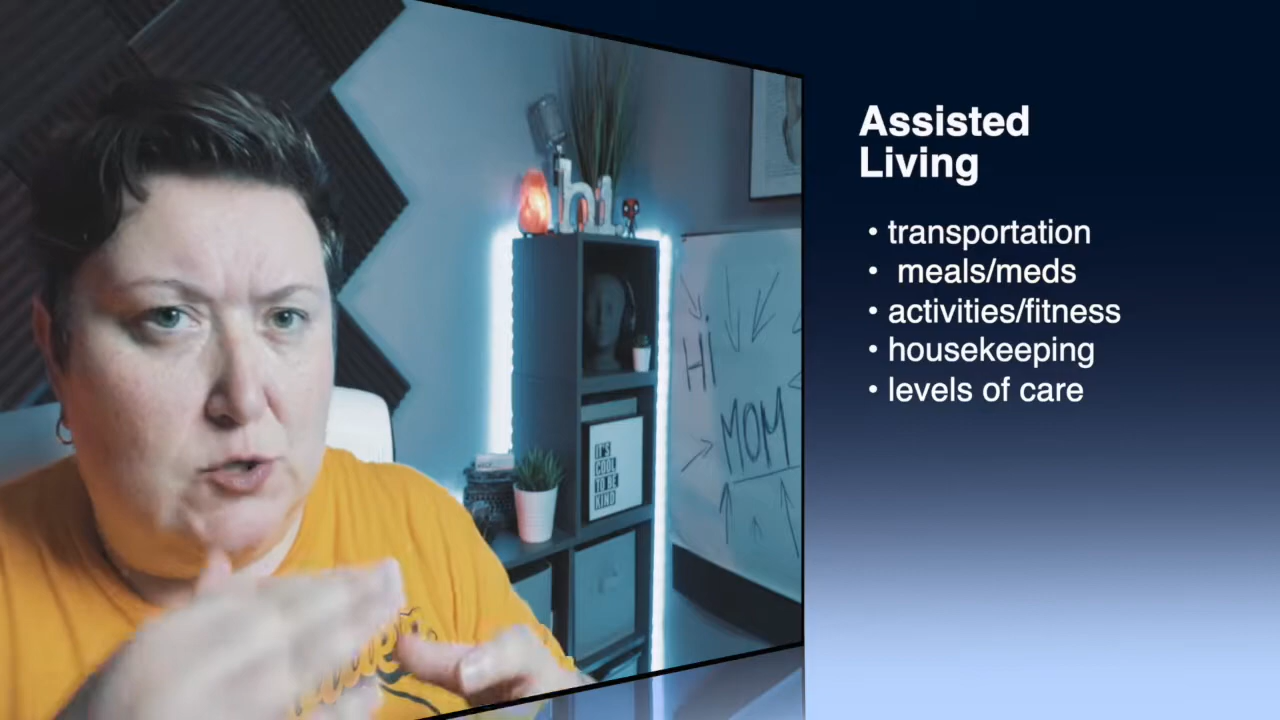 Assisted
Living
• transportation
• meals/meds
• activities/fitness
• housekeeping
• levels of care
hi
HI
MOM
IT'S
COOL
TO BE
KIND